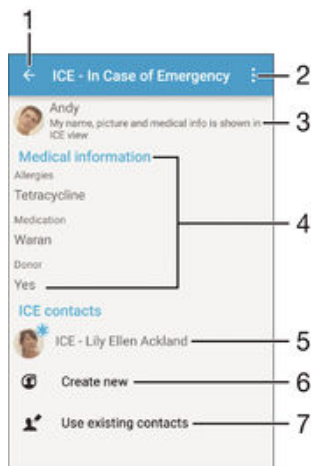 1
ICE - In Case of Emergency
2
Andy
My name, picture and medical info is shown in
ICE view
3
Medical information
Allergies
Tetracycline
Medication
Waran
Donor
Yes
4
ICE contacts
ICE - Lily Ellen Ackland
5
Create new
6
Use existing contacts
7